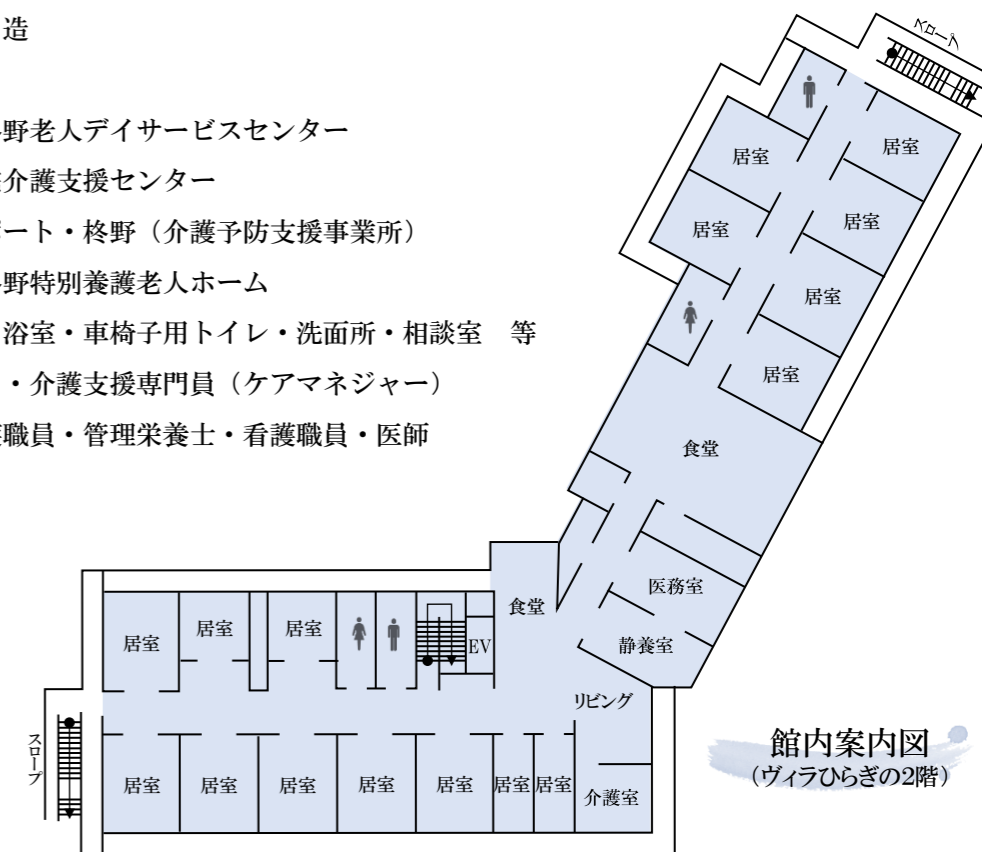 造
野老人デイサービスセンター
介護支援センター
ート・柊野（介護予防支援事業所）
野特別養護老人ホーム
浴室・車椅子用トイレ・洗面所・相談室　等
・介護支援専門員（ケアマネジャー）
職員・管理栄養士・看護職員・医師
スロープ
居室
居室
居室
居室
居室
居室
食堂
医務室
静養室
食堂
居室
居室
居室
EV
リビング
スロープ
居室
居室
居室
居室
居室
居室
居室
介護室
館内案内図
（ヴィラひらぎの2階）